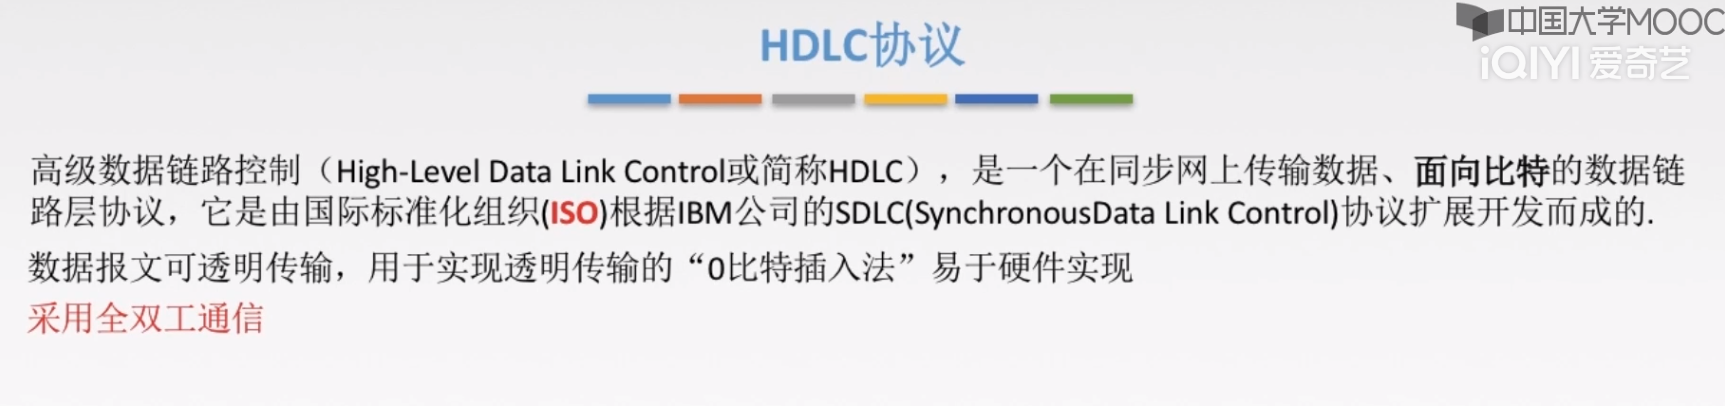 中国大学MOOC
iQIYI 爱奇艺
HDLC协议
高级数据链路控制（High-Level Data Link Control或简称HDLC），是一个在同步网上传输数据、面向比特的数据链
路层协议，它是由国际标准化组织(ISO)根据IBM公司的SDLC(SynchronousData Link Control)协议扩展开发而成的.
数据报文可透明传输，用于实现透明传输的“0比特插入法”易于硬件实现
采用全双工通信